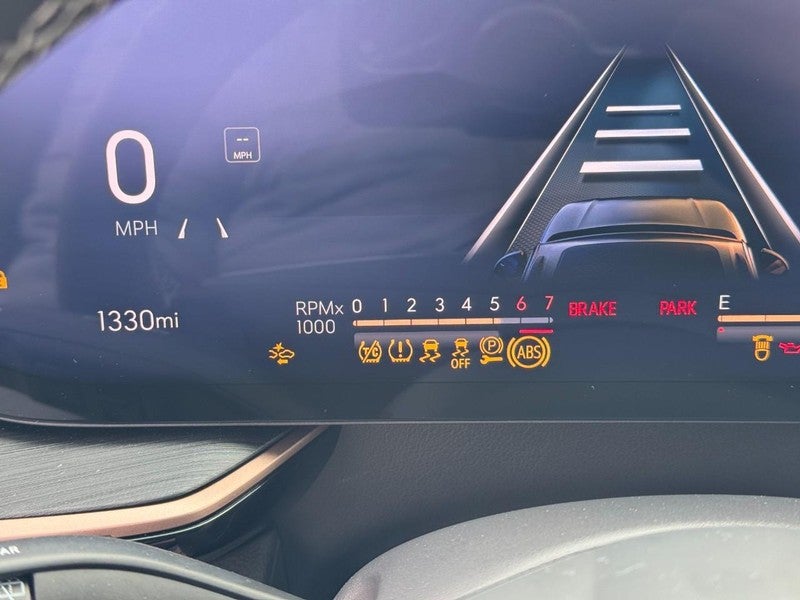 --
MPH
0
MPH
1330mi
RPMx
1000
0 1 2 3 4 5 6 7
BRAKE
PARK
E
T/C
OFF
P
ABS